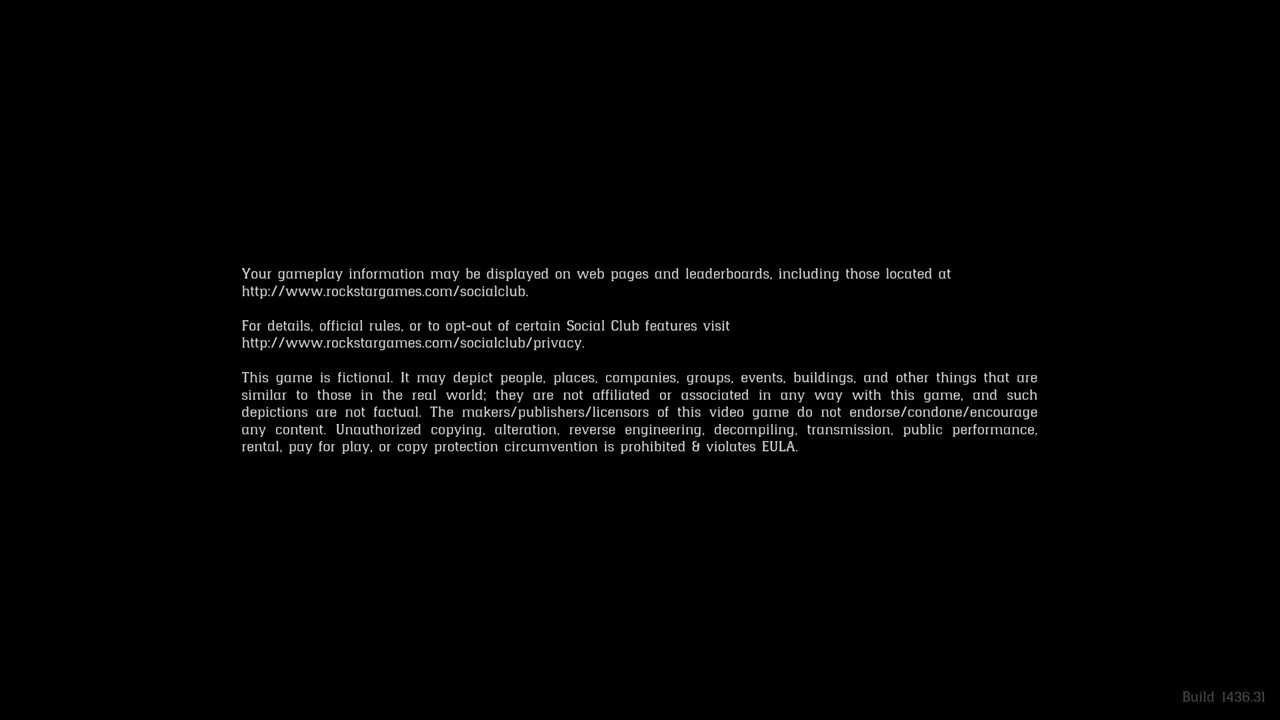 Your gameplay information may be displayed on web pages and leaderboards, including those located at
http://www.rockstargames.com/socialclub.
For details, official rules, or to opt-out of certain Social Club features visit
http://www.rockstargames.com/socialclub/privacy.
This game is fictional. It may depict people, places, companies, groups, events, buildings, and other things that are
similar to those in the real world; they are not affiliated or associated in any way with this game, and such
depictions are not factual. The makers/publishers/licensors of this video game do not endorse/condone/encourage
any content. Unauthorized copying, alteration, reverse engineering, decompiling, transmission, public performance,
rental, pay for play, or copy protection circumvention is prohibited & violates EULA.
Build 1436.31